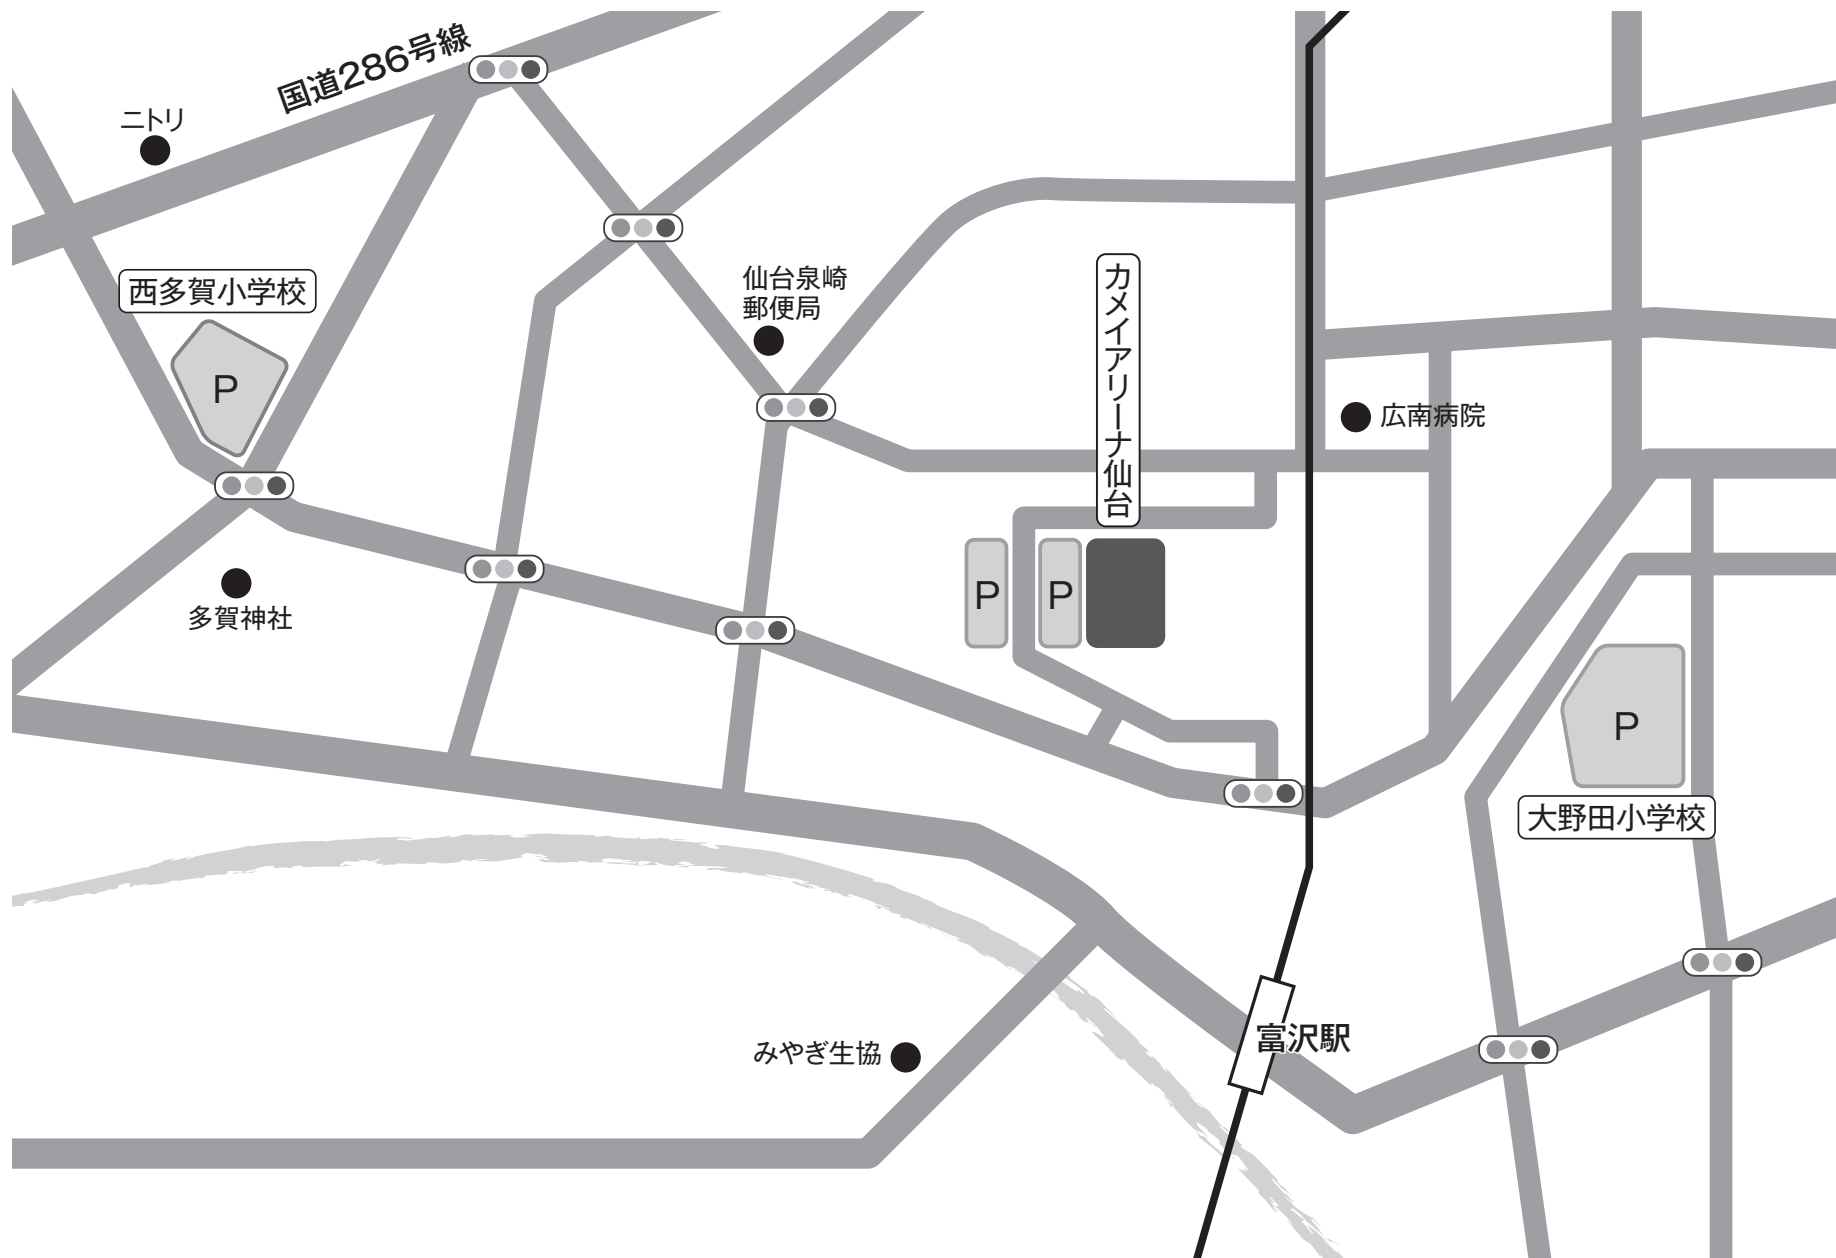 国道286号線
ニトリ
西多賀小学校
P
仙台泉崎
郵便局
カメイアリーナ仙台
広南病院
P
P
多賀神社
P
大野田小学校
富沢駅
みやぎ生協